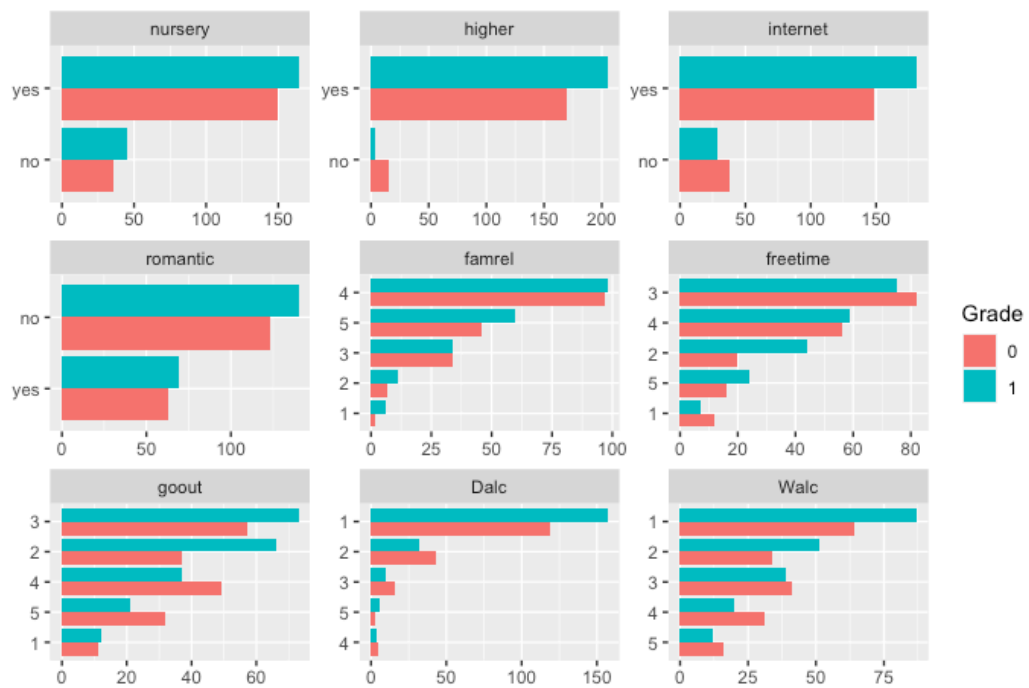 nursery
yes
no
0 50 100 150
higher
yes
no
0 50 100 150 200
internet
yes
no
0 50 100 150
romantic
no
yes
0 50 100
famrel
4
5
3
2
1
0 25 50 75 100
freetime
3
4
2
5
1
0 20 40 60 80
goout
3
2
4
5
1
0 20 40 60
Dalc
1
2
3
5
4
0 50 100 150
Walc
1
2
3
4
5
0 25 50 75
Grade
0
1